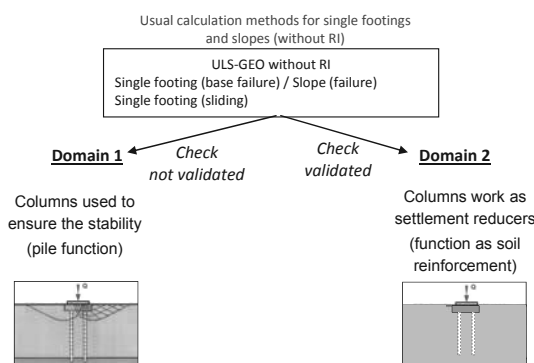 Usual calculation methods for single footings
and slopes (without RI)
ULS-GEO without RI
Single footing (base failure) / Slope (failure)
Single footing (sliding)
Domain 1
Check
not validated
Check
validated
Domain 2
Columns used to
ensure the stability
(pile function)
Columns work as
settlement reducers
(function as soil
reinforcement)
Q
Q